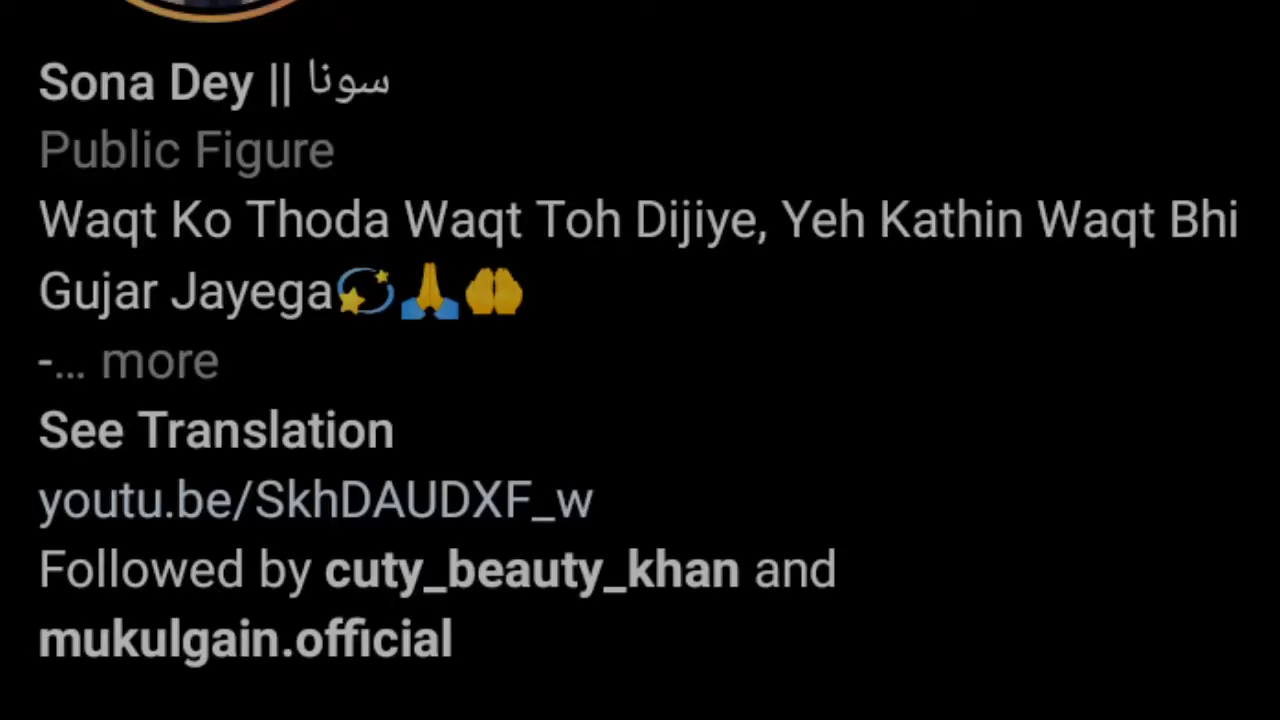 Sona Dey || سونا
Public Figure
Waqt Ko Thoda Waqt Toh Dijiye, Yeh Kathin Waqt Bhi
Gujar Jayega💫🙏🤲
-... more
See Translation
youtu.be/SkhDAUDXF_w
Followed by cuty_beauty_khan and
mukulgain.official